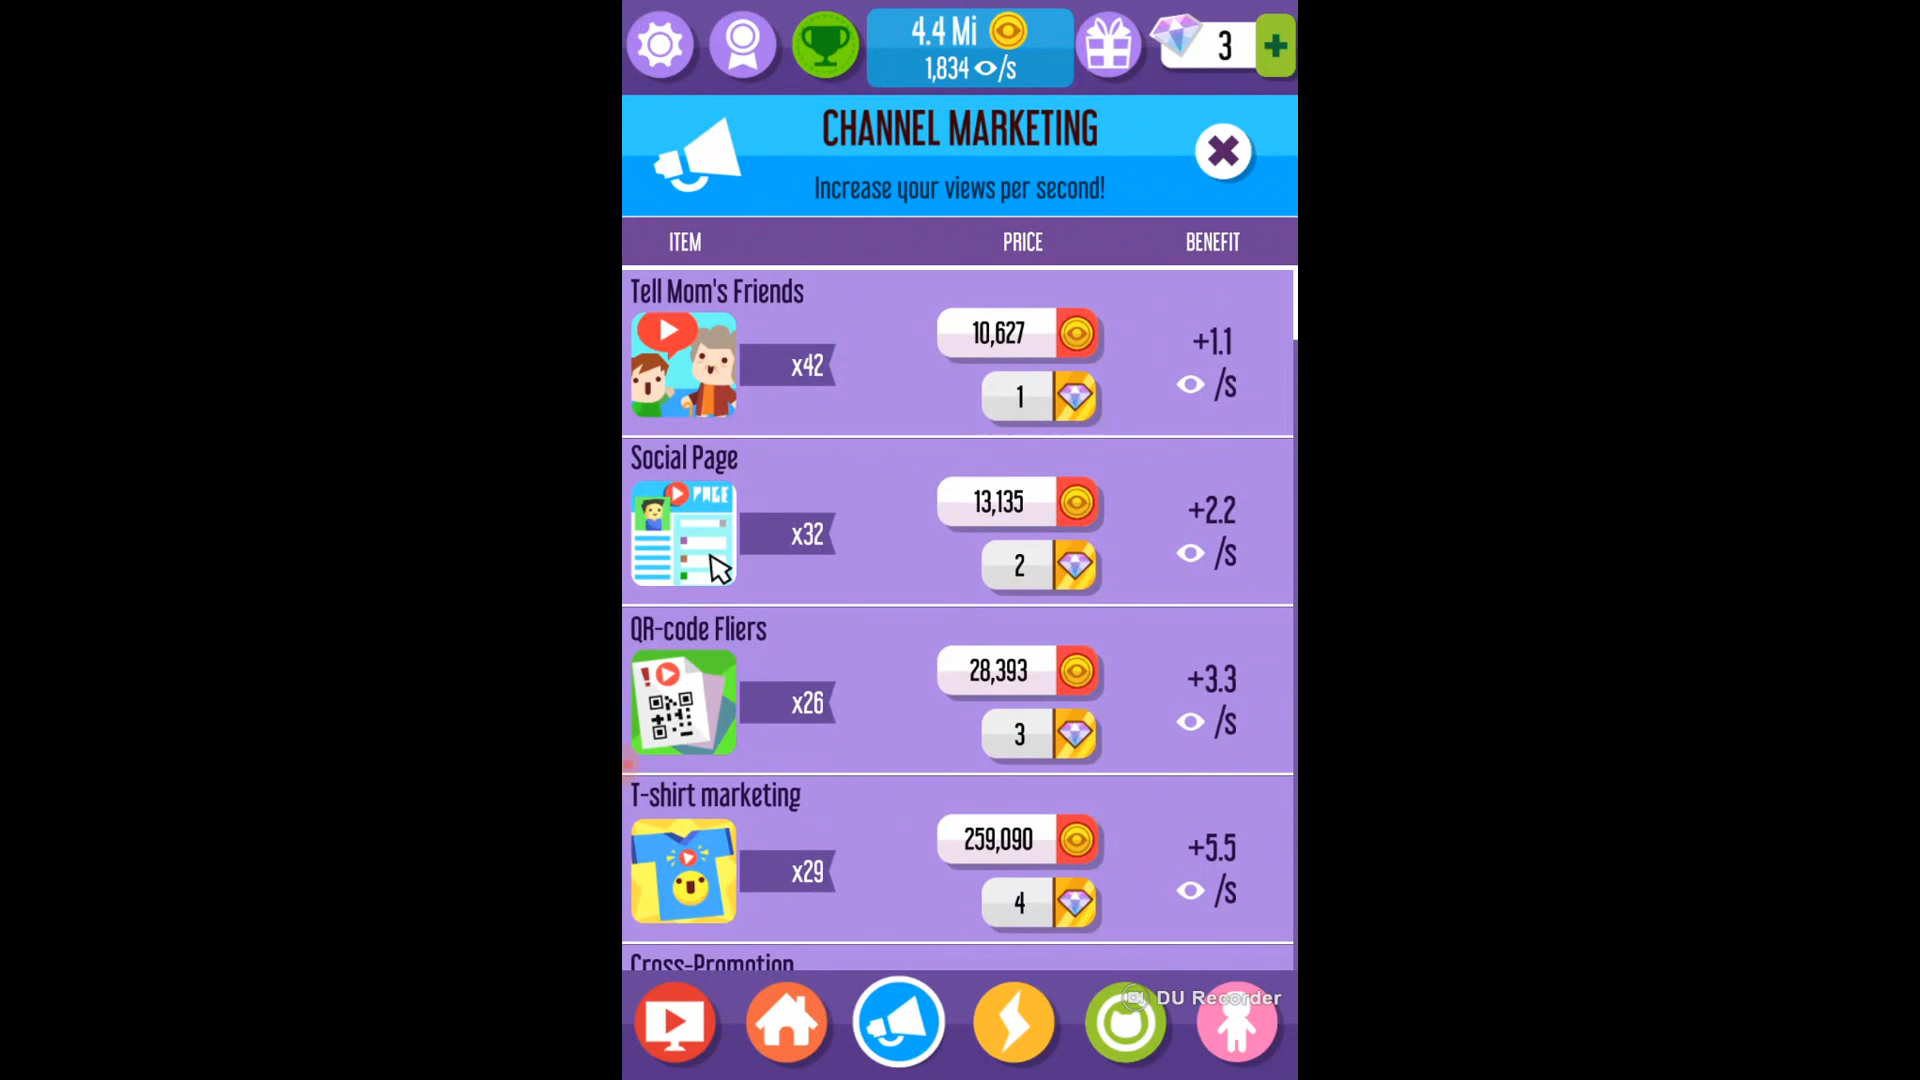 4.4 Mi
1,834 /s
3
CHANNEL MARKETING
Increase your views per second!
ITEM PRICE BENEFIT
Tell Mom's Friends
x42
10,627
1
+1.1
/s
Social Page
PAGE
x32
13,135
2
+2.2
/s
QR-code Fliers
x26
28,393
3
+3.3
/s
T-shirt marketing
x29
259,090
4
+5.5
/s
Cross-Promotion
DU Recorder